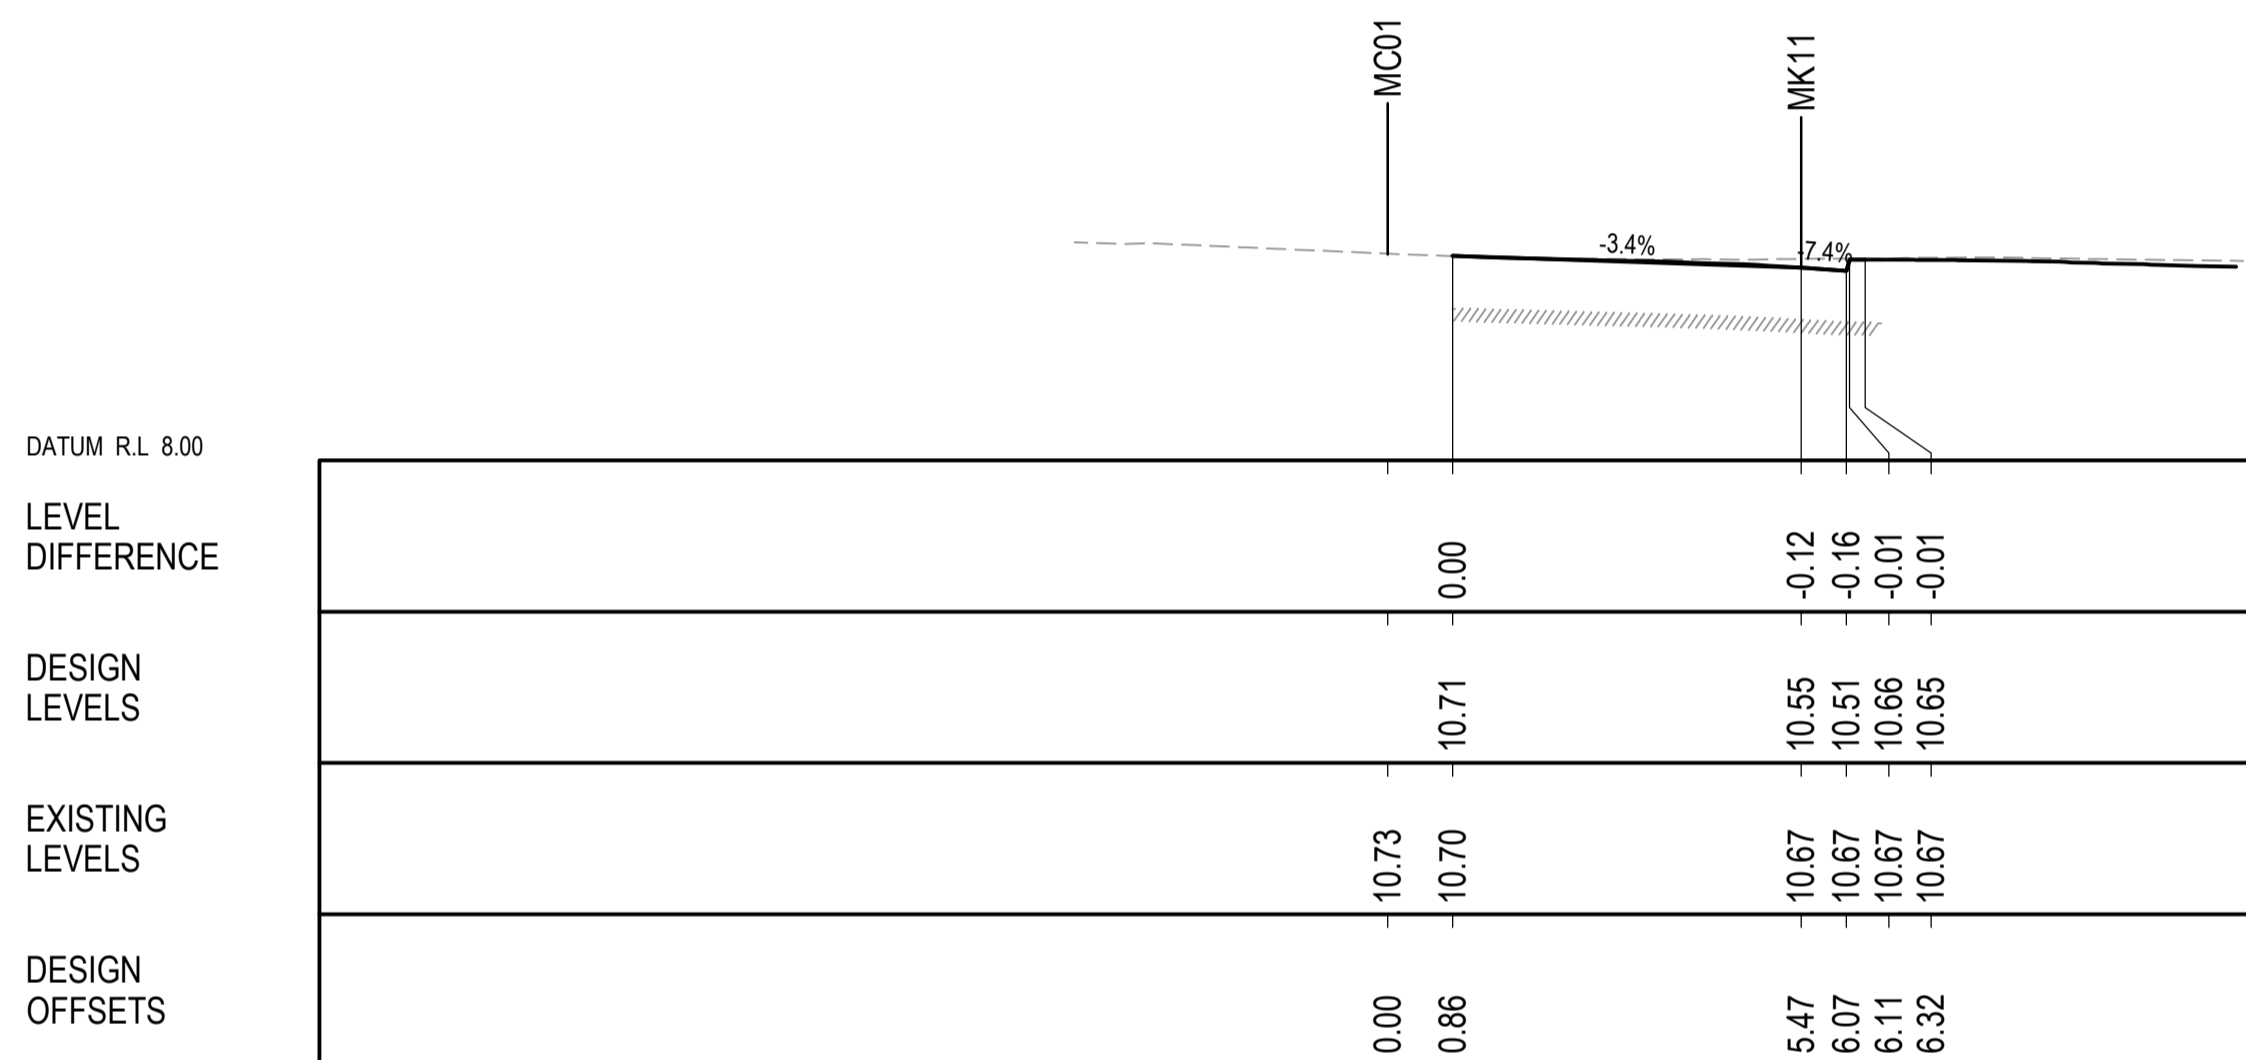 MC01
MK11
-3.4%
-7.4%
DATUM R.L 8.00
LEVEL
DIFFERENCE
0.00
-0.12
-0.16
-0.01
-0.01
DESIGN
LEVELS
10.71
10.55
10.51
10.66
10.65
EXISTING
LEVELS
10.73
10.70
10.67
10.67
10.67
10.67
DESIGN
OFFSETS
0.00
0.86
5.47
6.07
6.11
6.32